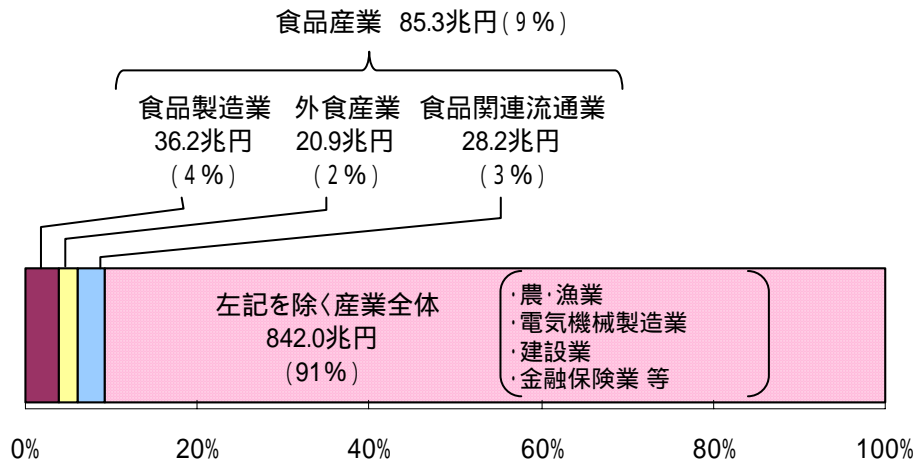 食品産業 85.3兆円(9%)
食品製造業 外食産業 食品関連流通業
36.2兆円 20.9兆円 28.2兆円
(4%) (2%) (3%)
左記を除く産業全体
842.0兆円
(91%)
・農・漁業
・電気機械製造業
・建設業
・金融保険業 等
0% 20% 40% 60% 80% 100%